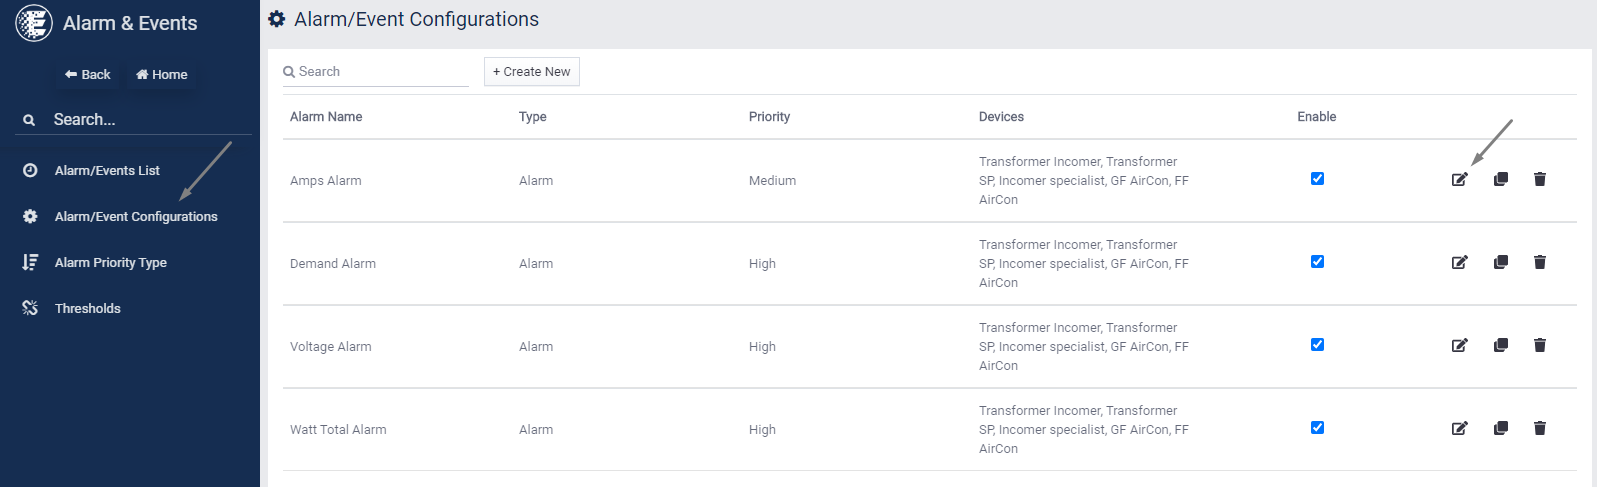 Alarm & Events
Back
Home
Search...
Alarm/Events List
Alarm/Event Configurations
Alarm Priority Type
Thresholds
Alarm/Event Configurations
Search
+ Create New
Alarm Name Type Priority Devices Enable
Transformer Incomer, Transformer
Amps Alarm Alarm Medium SP, Incomer specialist, GF AirCon, FF
AirCon
Transformer Incomer, Transformer
Demand Alarm Alarm High SP, Incomer specialist, GF AirCon, FF
AirCon
Transformer Incomer, Transformer
Voltage Alarm Alarm High SP, Incomer specialist, GF AirCon, FF
AirCon
Transformer Incomer, Transformer
Watt Total Alarm Alarm High SP, Incomer specialist, GF AirCon, FF
AirCon